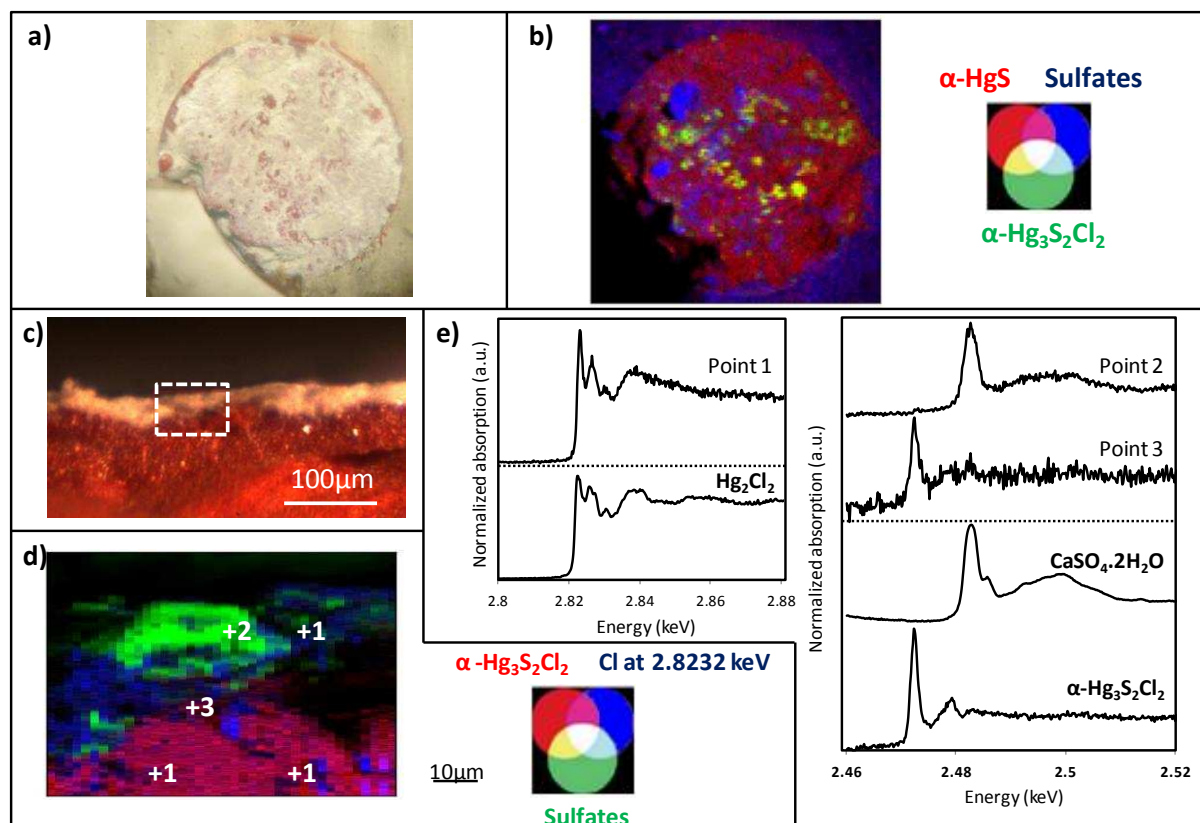 a)
b)
α-HgS Sulfates
α-Hg₃S₂Cl₂
c)
100μm
d)
+2 +1
+3
+1 +1
10μm
α-Hg₃S₂Cl₂ Cl at 2.8232 keV
Sulfates
e)
Normalized absorption (a.u.)
Point 1
Hg₂Cl₂
2.8 2.82 2.84 2.86 2.88
Energy (keV)
Normalized absorption (a.u.)
Point 2
Point 3
CaSO₄.2H₂O
α-Hg₃S₂Cl₂
2.46 2.48 2.5 2.52
Energy (keV)